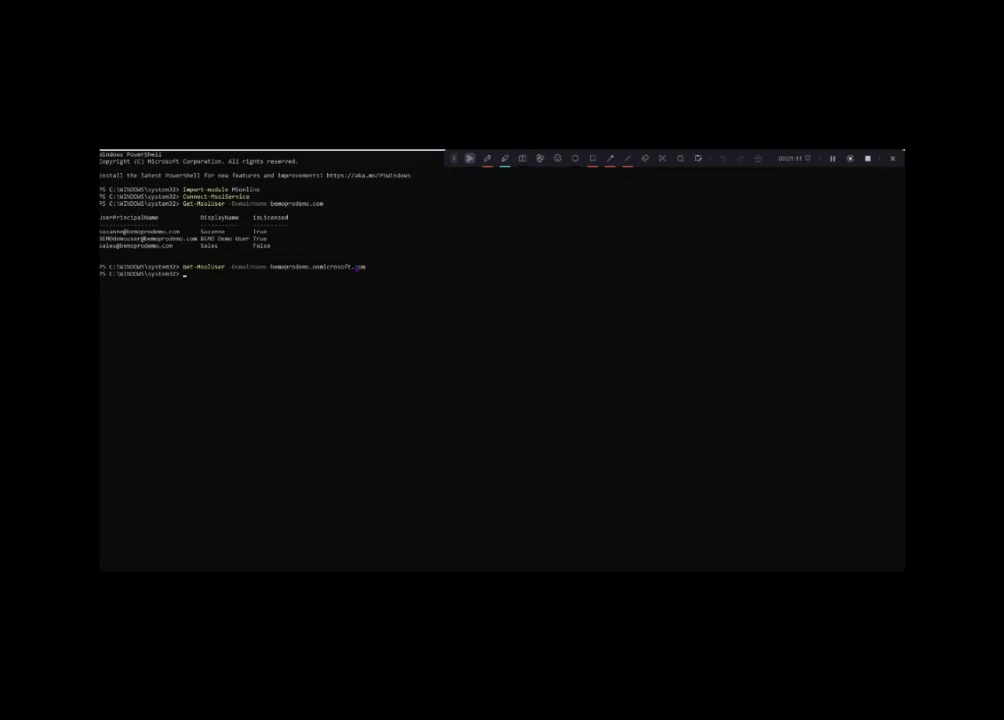 Windows PowerShell
Copyright (C) Microsoft Corporation. All rights reserved.
Install the latest PowerShell for new features and improvements! https://aka.ms/PSWindows
PS C:\WINDOWS\system32> Import-module MSonline
PS C:\WINDOWS\system32> Connect-MsolService
PS C:\WINDOWS\system32> Get-MsolUser -DomainName bemoprodemo.com
UserPrincipalName DisplayName isLicensed
suzanne@bemoprodemo.com Suzanne True
BEMOdemouser@bemoprodemo.com BEMO Demo User True
sales@bemoprodemo.com Sales False
PS C:\WINDOWS\system32> Get-MsolUser -DomainName bemoprodemo.onmicrosoft.com
PS C:\WINDOWS\system32> _
00:01:11